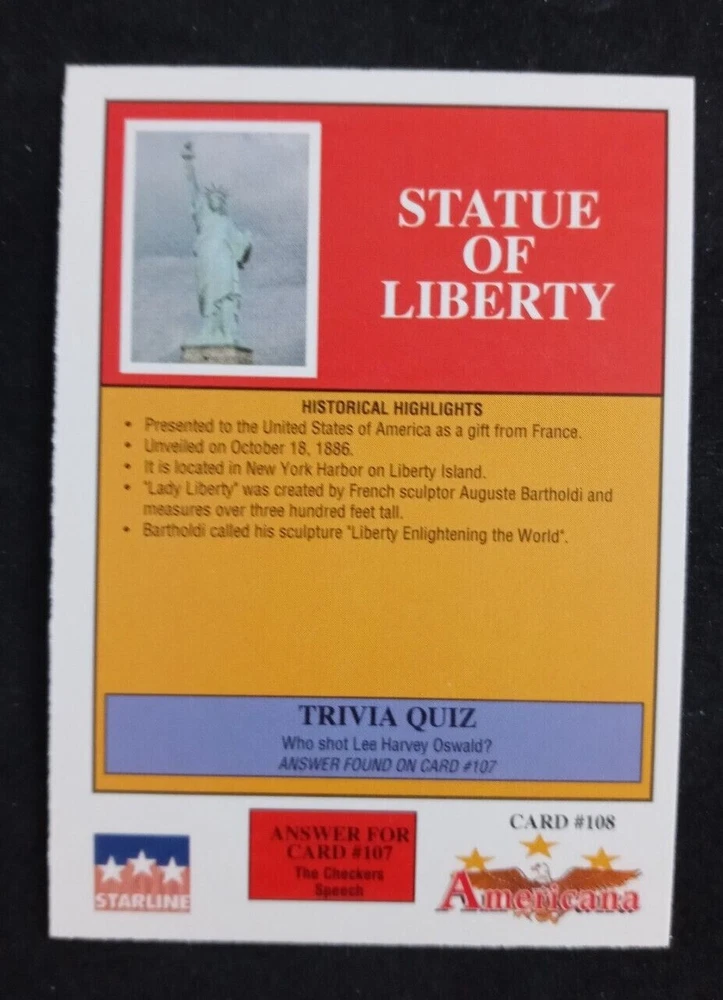 STATUE
OF
LIBERTY
HISTORICAL HIGHLIGHTS
• Presented to the United States of America as a gift from France.
• Unveiled on October 18, 1886.
• It is located in New York Harbor on Liberty Island.
• "Lady Liberty" was created by French sculptor Auguste Bartholdi and
measures over three hundred feet tall.
• Bartholdi called his sculpture "Liberty Enlightening the World".
TRIVIA QUIZ
Who shot Lee Harvey Oswald?
ANSWER FOUND ON CARD #107
STARLINE
ANSWER FOR
CARD #107
The Checkers
Speech
CARD #108
Americana